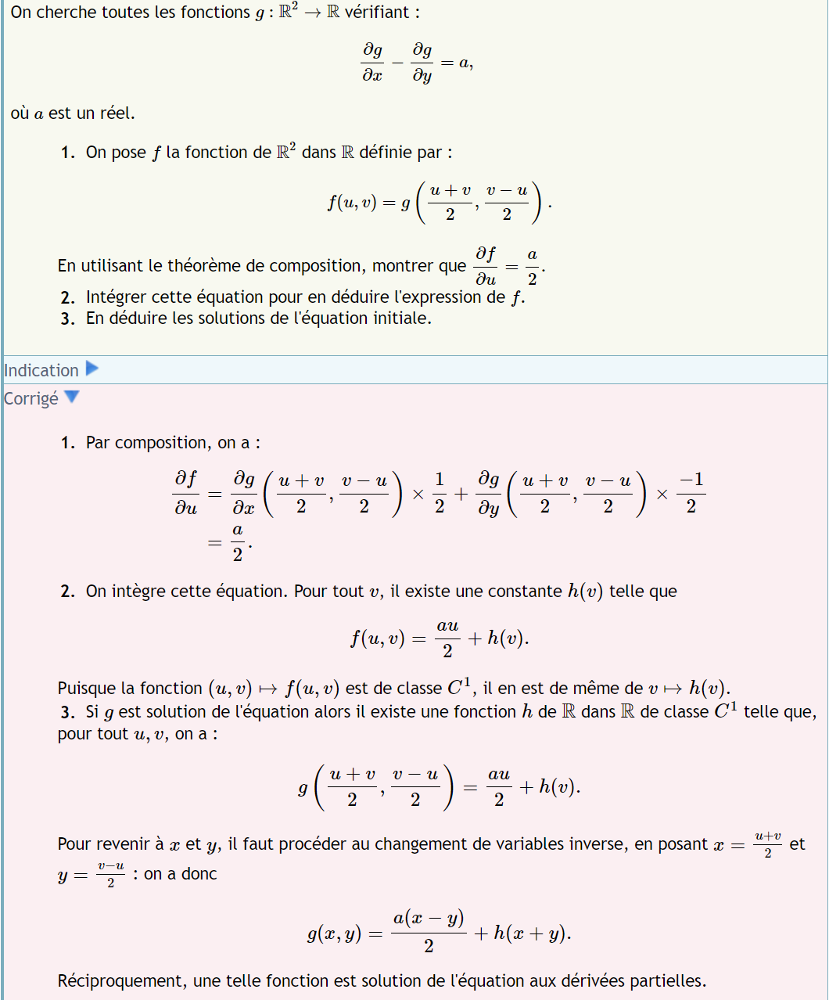 On cherche toutes les fonctions $g : \mathbb{R}^2 \to \mathbb{R}$ vérifiant :
$$\frac{\partial g}{\partial x} - \frac{\partial g}{\partial y} = a,$$
où $a$ est un réel.
1. On pose $f$ la fonction de $\mathbb{R}^2$ dans $\mathbb{R}$ définie par :
$$f(u, v) = g\left(\frac{u+v}{2}, \frac{v-u}{2}\right).$$
En utilisant le théorème de composition, montrer que $\frac{\partial f}{\partial u} = \frac{a}{2}$.
2. Intégrer cette équation pour en déduire l'expression de $f$.
3. En déduire les solutions de l'équation initiale.
Indication
Corrigé
1. Par composition, on a :
$$\frac{\partial f}{\partial u} = \frac{\partial g}{\partial x}\left(\frac{u+v}{2}, \frac{v-u}{2}\right) \times \frac{1}{2} + \frac{\partial g}{\partial y}\left(\frac{u+v}{2}, \frac{v-u}{2}\right) \times \frac{-1}{2}$$
$$= \frac{a}{2}.$$
2. On intègre cette équation. Pour tout $v$, il existe une constante $h(v)$ telle que
$$f(u, v) = \frac{au}{2} + h(v).$$
Puisque la fonction $(u, v) \mapsto f(u, v)$ est de classe $C^1$, il en est de même de $v \mapsto h(v)$.
3. Si $g$ est solution de l'équation alors il existe une fonction $h$ de $\mathbb{R}$ dans $\mathbb{R}$ de classe $C^1$ telle que,
pour tout $u, v$, on a :
$$g\left(\frac{u+v}{2}, \frac{v-u}{2}\right) = \frac{au}{2} + h(v).$$
Pour revenir à $x$ et $y$, il faut procéder au changement de variables inverse, en posant $x = \frac{u+v}{2}$ et
$y = \frac{v-u}{2}$ : on a donc
$$g(x, y) = \frac{a(x-y)}{2} + h(x+y).$$
Réciproquement, une telle fonction est solution de l'équation aux dérivées partielles.